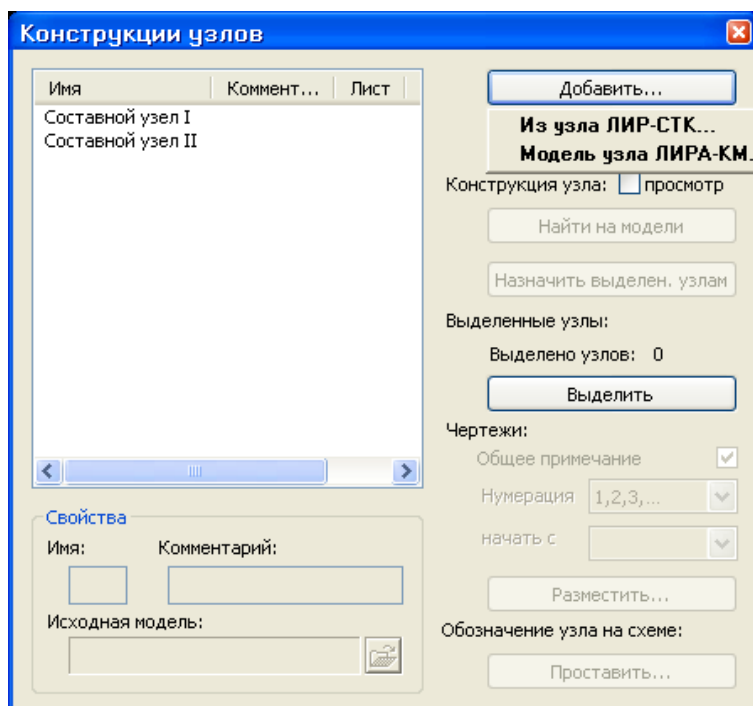 Конструкции узлов
Имя Коммент... Лист
Составной узел I
Составной узел II
Добавить...
Из узла ЛИР-СТК...
Модель узла ЛИРА-КМ.
Конструкция узла: просмотр
Найти на модели
Назначить выделен. узлам
Выделенные узлы:
Выделено узлов: 0
Выделить
Чертежи:
Общее примечание
Нумерация 1,2,3,...
начать с
Разместить...
Обозначение узла на схеме:
Проставить...
Свойства
Имя: Комментарий:
Исходная модель: